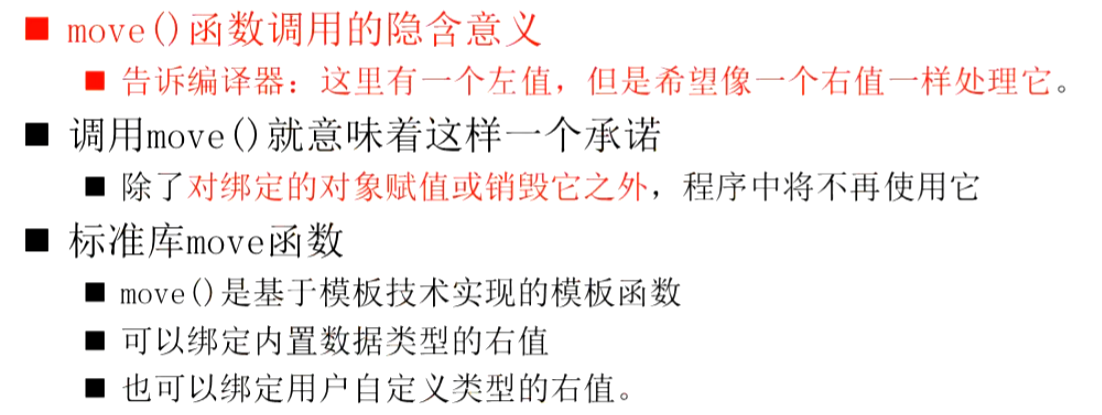 move()函数调用的隐含意义
告诉编译器：这里有一个左值，但是希望像一个右值一样处理它。
调用move()就意味着这样一个承诺
除了对绑定的对象赋值或销毁它之外，程序中将不再使用它
标准库move函数
move()是基于模板技术实现的模板函数
可以绑定内置数据类型的右值
也可以绑定用户自定义类型的右值。